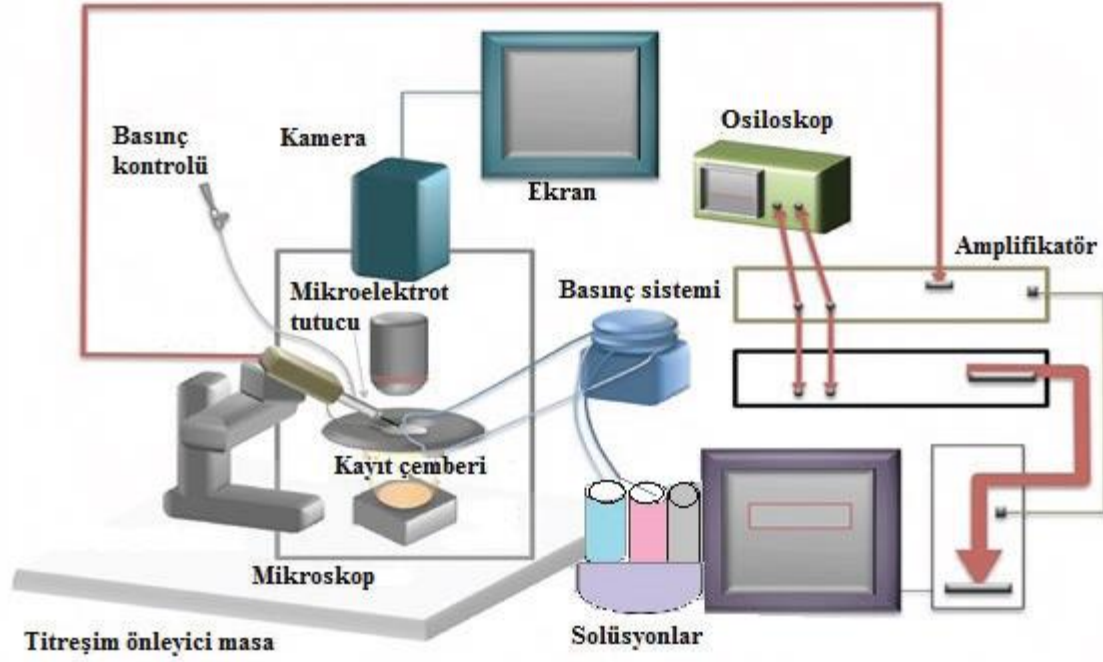 Basınç
kontrolü
Kamera
Ekran
Osiloskop
Amplifikatör
Mikroelektrot
tutucu
Basınç sistemi
Kayıt çemberi
Mikroskop
Solüsyonlar
Titreşim önleyici masa